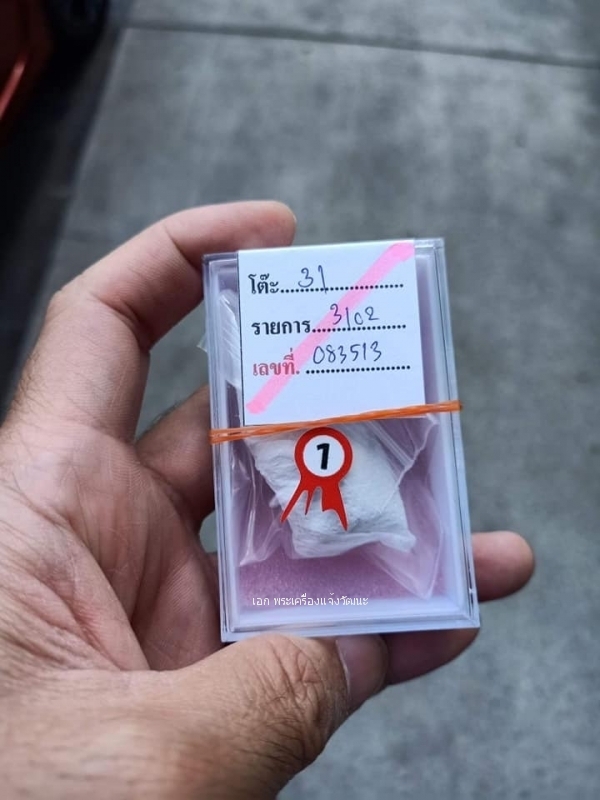 โต๊ะ....31....................
รายการ....3102......
เลขที่. 083513
1
เอก พระเครื่องแจ้งวัฒนะ